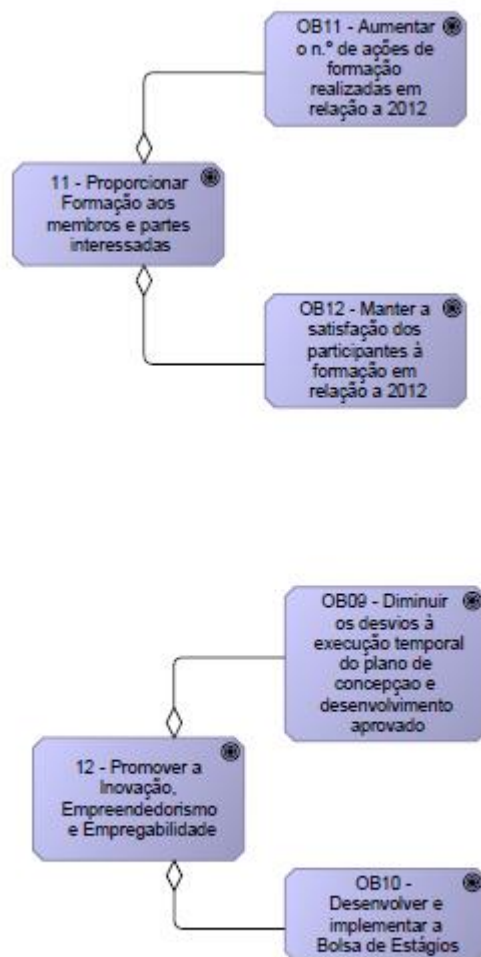 OB11 - Aumentar
o n.º de ações de
formação
realizadas em
relação a 2012
11 - Proporcionar
Formação aos
membros e partes
interessadas
OB12 - Manter a
satisfação dos
participantes à
formação em
relação a 2012
OB09 - Diminuir
os desvios à
execução temporal
do plano de
concepçao e
desenvolvimento
aprovado
12 - Promover a
Inovação,
Empreendedorismo
e Empregabilidade
OB10 -
Desenvolver e
implementar a
Bolsa de Estágios